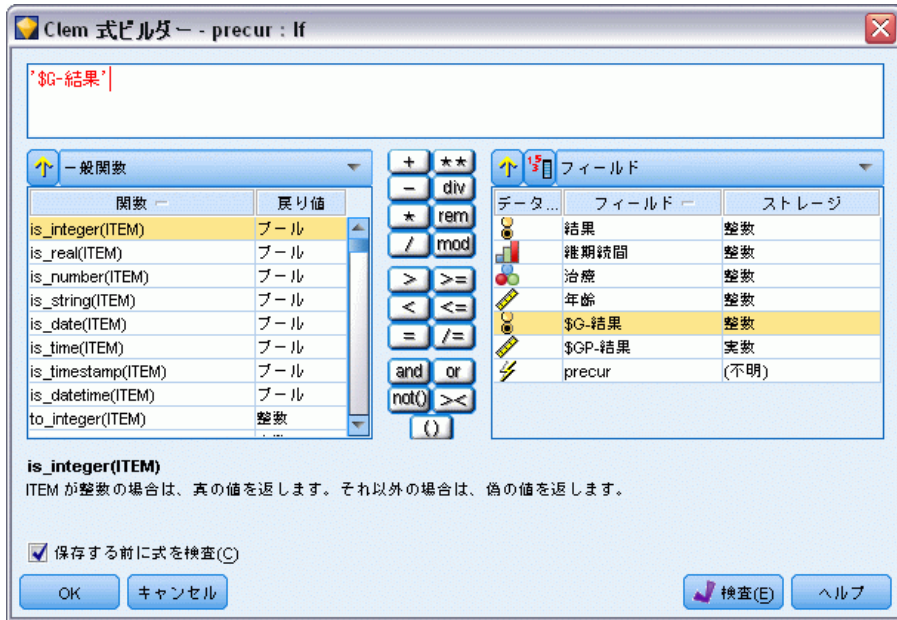 Clem 式ビルダー - precur : If
'$G-結果'
一般関数
関数 戻り値
is_integer(ITEM) ブール
is_real(ITEM) ブール
is_number(ITEM) ブール
is_string(ITEM) ブール
is_date(ITEM) ブール
is_time(ITEM) ブール
is_timestamp(ITEM) ブール
is_datetime(ITEM) ブール
to_integer(ITEM) 整数
+ **
- div
* rem
/ mod
> >=
< <=
= /=
and or
not() ><
()
フィールド
データ... フィールド ストレージ
結果 整数
継期続間 整数
治療 整数
年齢 整数
$G-結果 整数
$GP-結果 実数
precur (不明)
is_integer(ITEM)
ITEM が整数の場合は、真の値を返します。それ以外の場合は、偽の値を返します。
保存する前に式を検査(C)
OK キャンセル 検査(E) ヘルプ